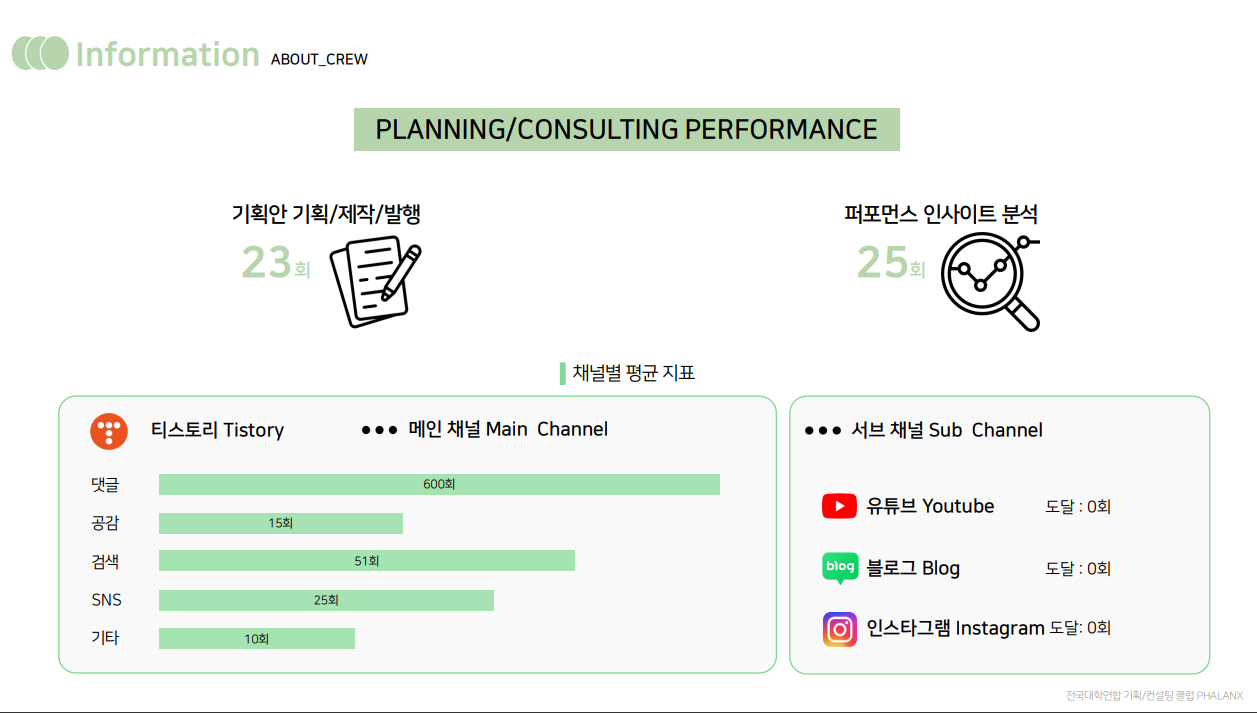 Information ABOUT_CREW
PLANNING/CONSULTING PERFORMANCE
기획안 기획/제작/발행
23회
퍼포먼스 인사이트 분석
25회
채널별 평균 지표
티스토리 Tistory 메인 채널 Main Channel
댓글 600회
공감 15회
검색 51회
SNS 25회
기타 10회
서브 채널 Sub Channel
유튜브 Youtube 도달 : 0회
blog 블로그 Blog 도달 : 0회
인스타그램 Instagram 도달: 0회
전국대학연합 기획/컨설팅 클럽 PHALANX